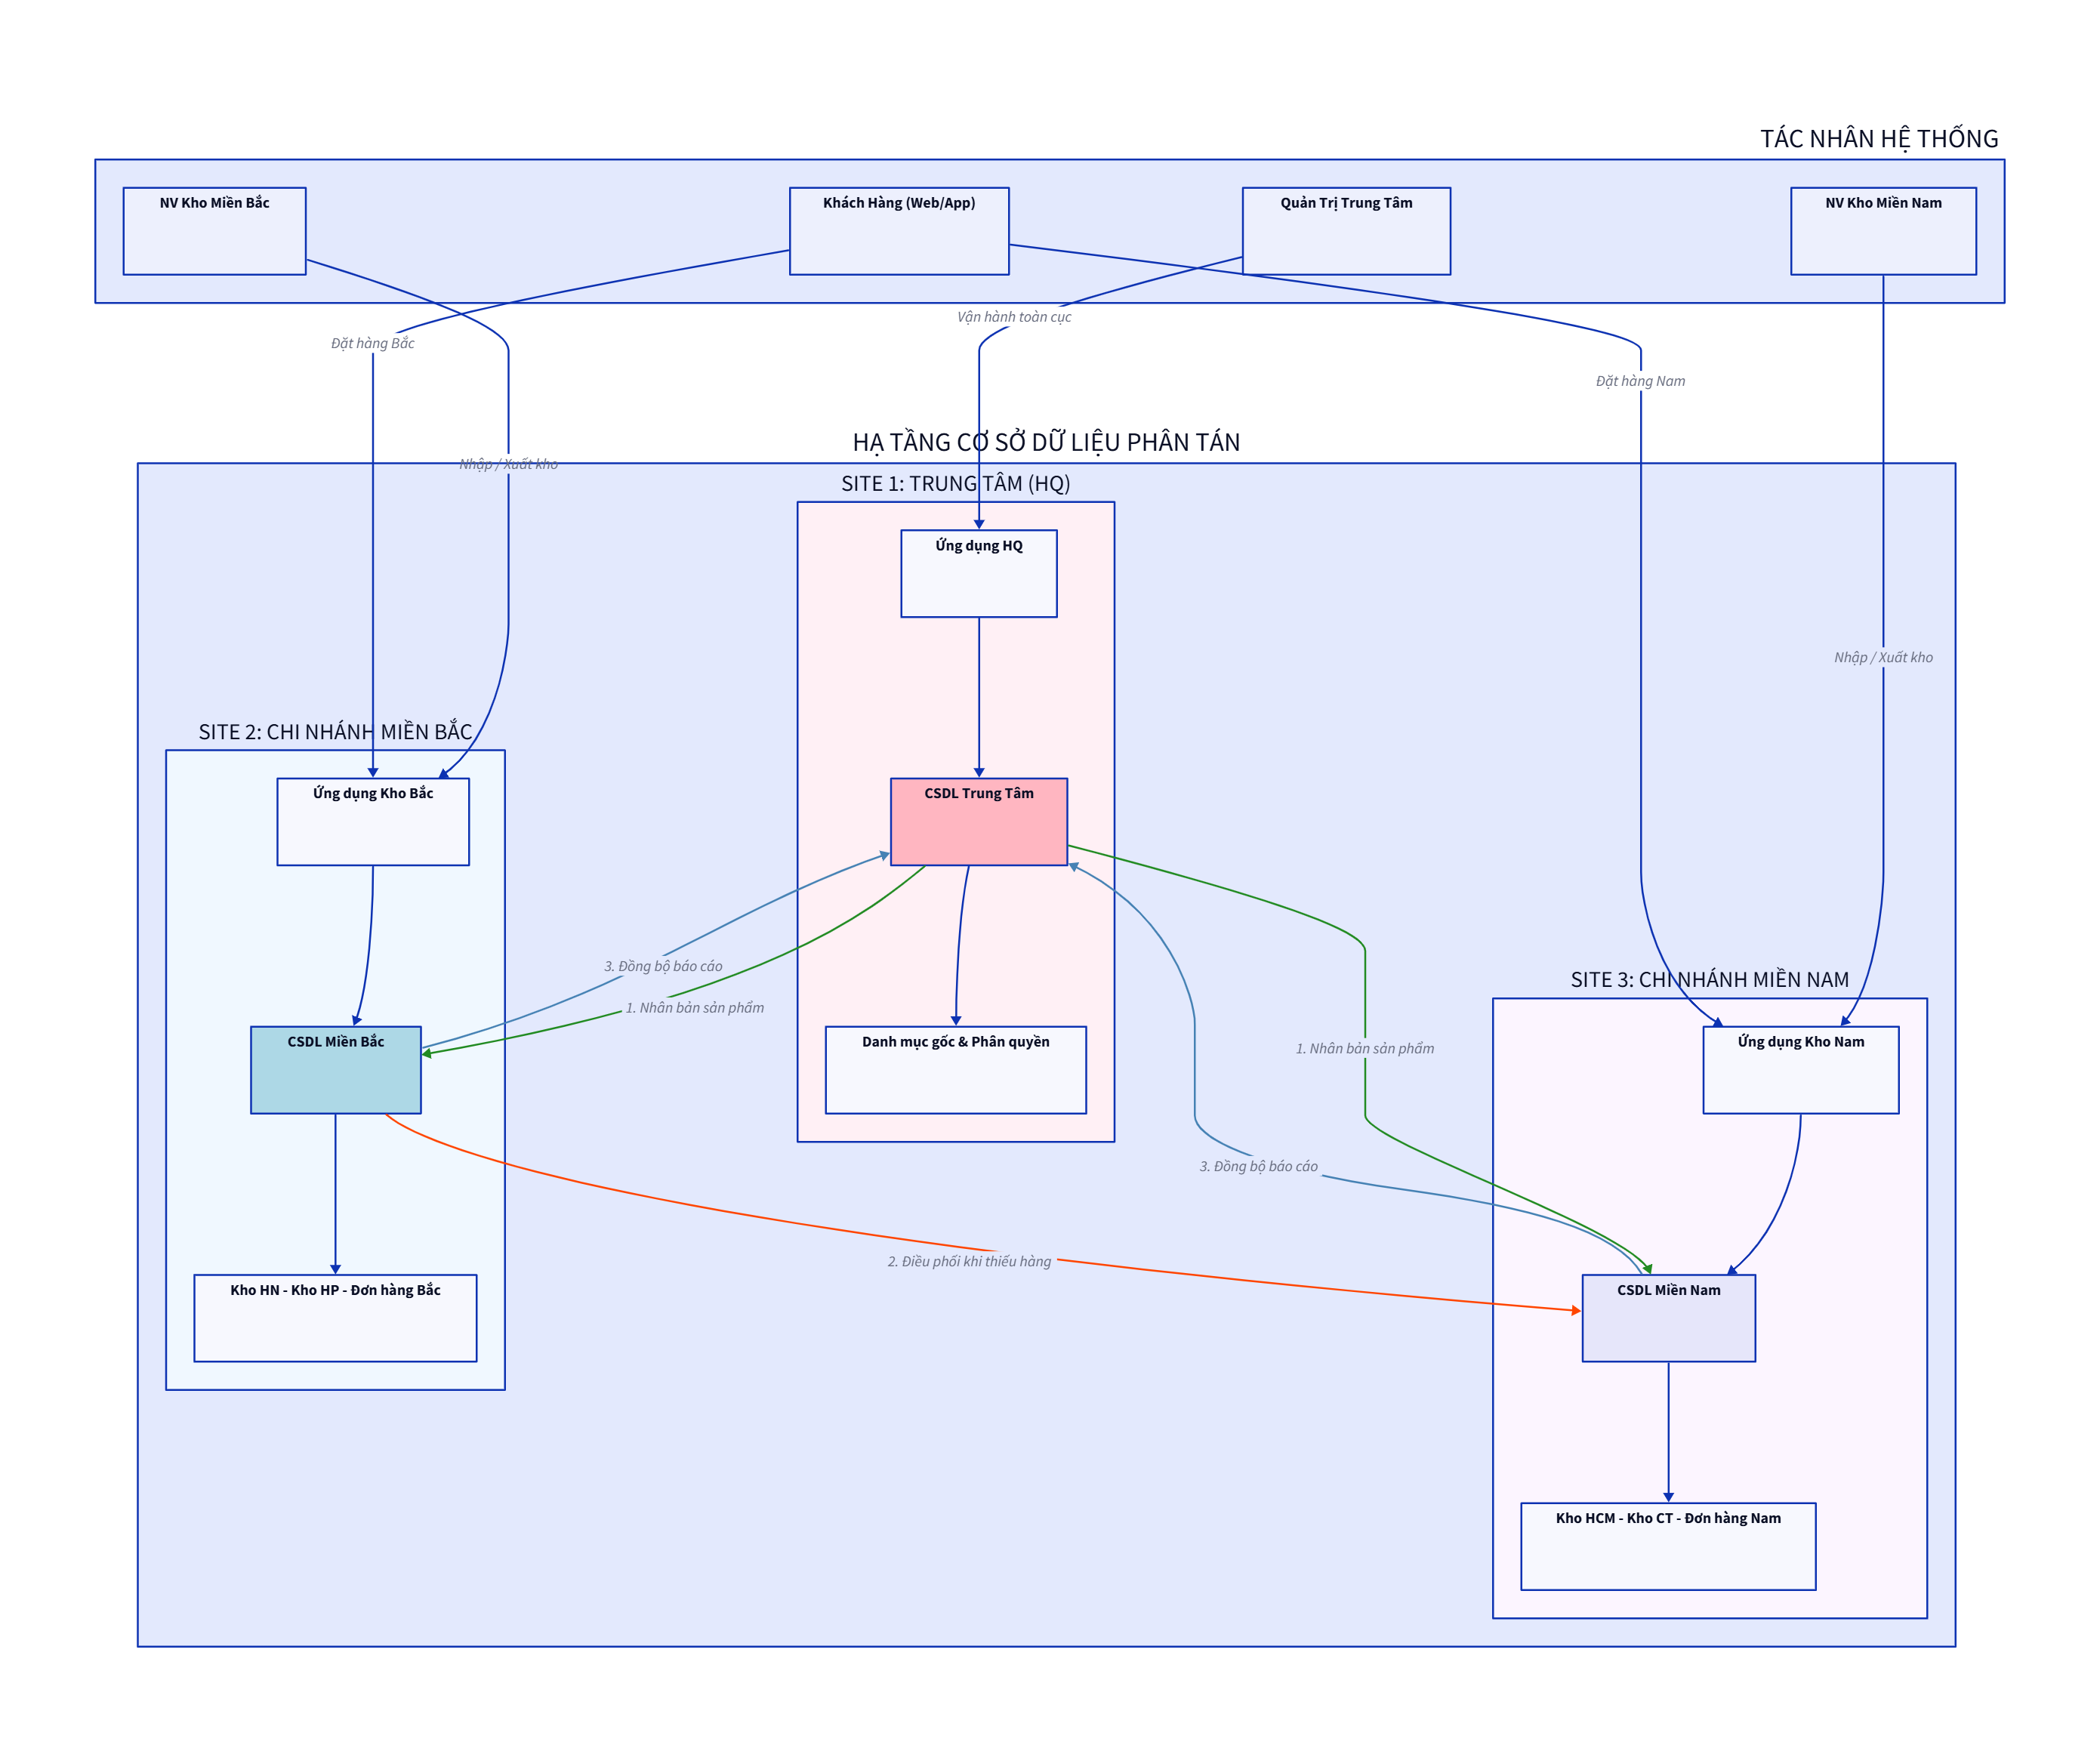 TÁC NHÂN HỆ THỐNG
NV Kho Miền Bắc
Khách Hàng (Web/App)
Quản Trị Trung Tâm
NV Kho Miền Nam
Vận hành toàn cục
Đặt hàng Bắc
Đặt hàng Nam
HẠ TẦNG CƠ SỞ DỮ LIỆU PHÂN TÁN
Nhập / Xuất kho
SITE 1: TRUNG TÂM (HQ)
Ứng dụng HQ
Nhập / Xuất kho
SITE 2: CHI NHÁNH MIỀN BẮC
Ứng dụng Kho Bắc
CSDL Trung Tâm
3. Đồng bộ báo cáo
SITE 3: CHI NHÁNH MIỀN NAM
1. Nhân bản sản phẩm
CSDL Miền Bắc
Danh mục gốc & Phân quyền
1. Nhân bản sản phẩm
Ứng dụng Kho Nam
3. Đồng bộ báo cáo
2. Điều phối khi thiếu hàng
Kho HN - Kho HP - Đơn hàng Bắc
CSDL Miền Nam
Kho HCM - Kho CT - Đơn hàng Nam